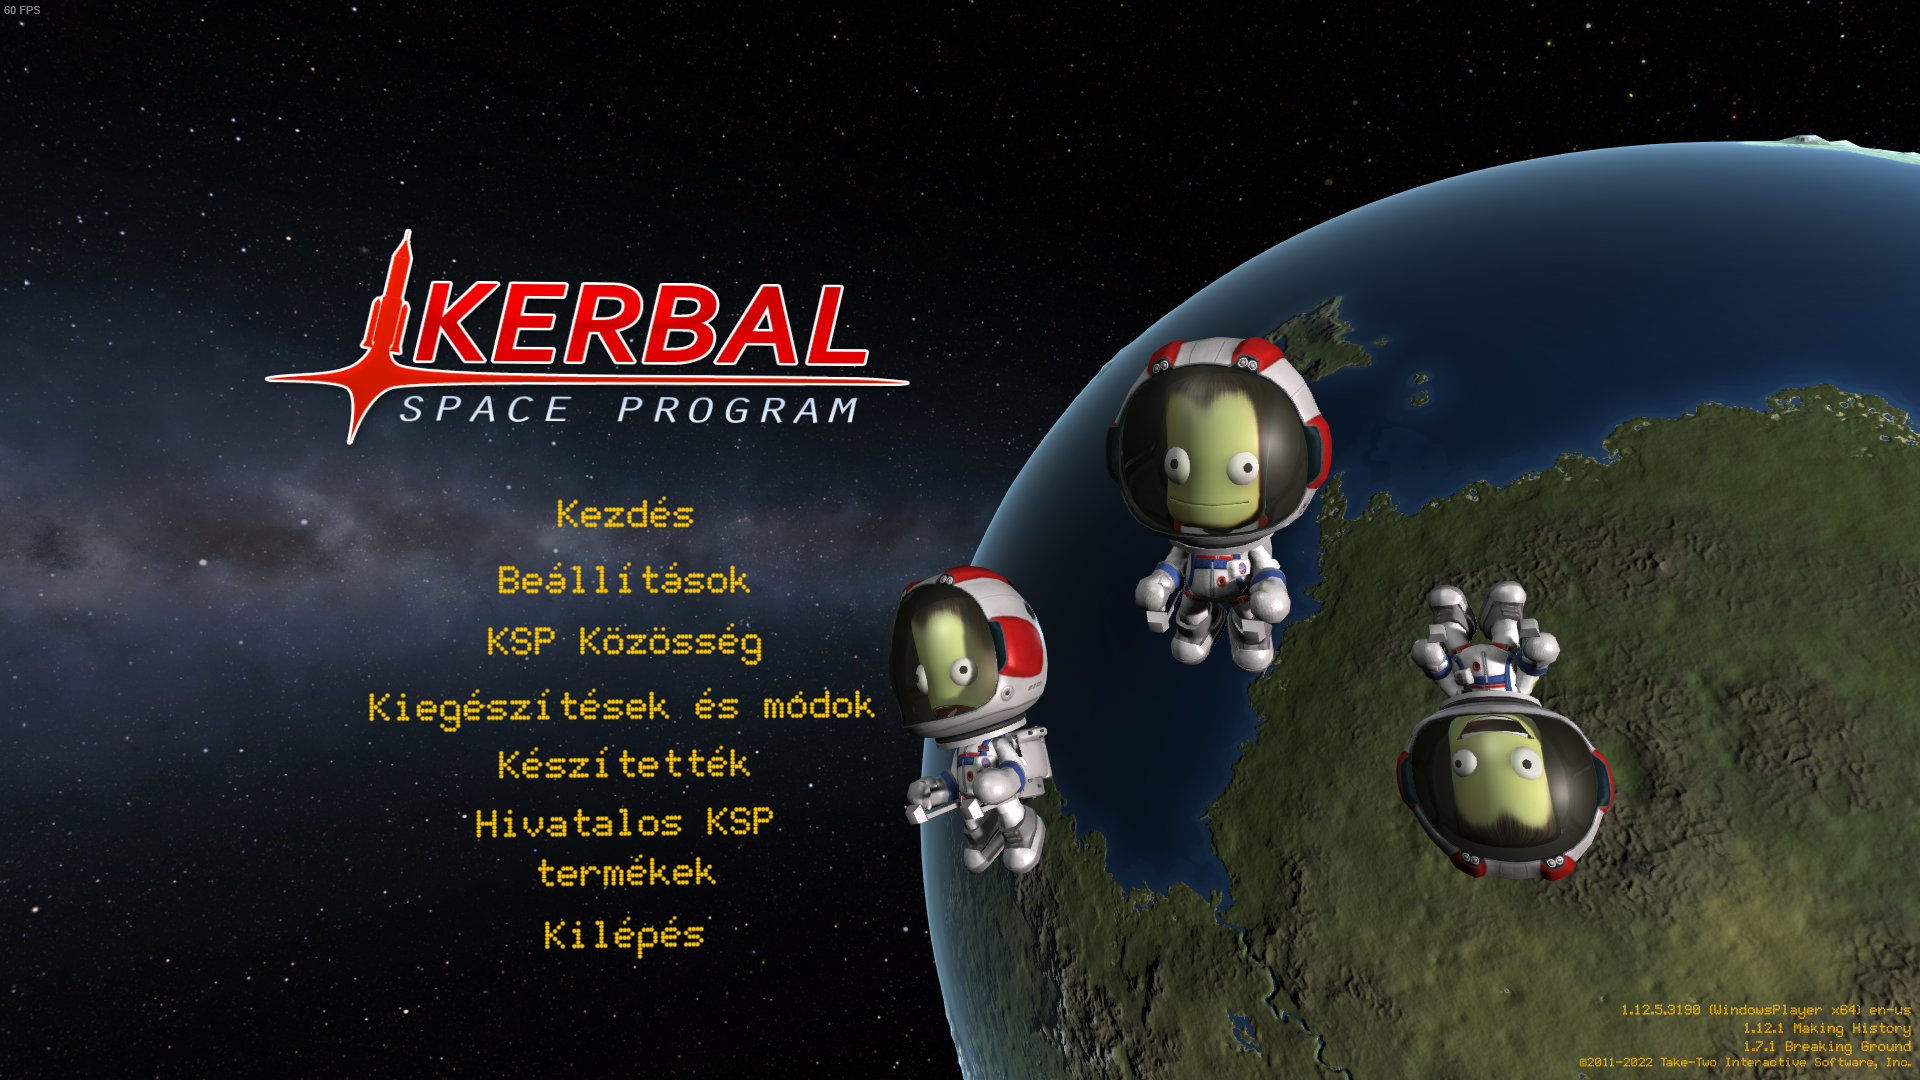 60 FPS
KERBAL
SPACE PROGRAM
Kezdés
Beállítások
KSP Közösség
Kiegészítések és módok
Készítették
Hivatalos KSP
termékek
Kilépés
1.12.5.3190 (WindowsPlayer x64) en-us
1.12.1 Making History
1.7.1 Breaking Ground
©2011-2022 Take-Two Interactive Software, Inc.